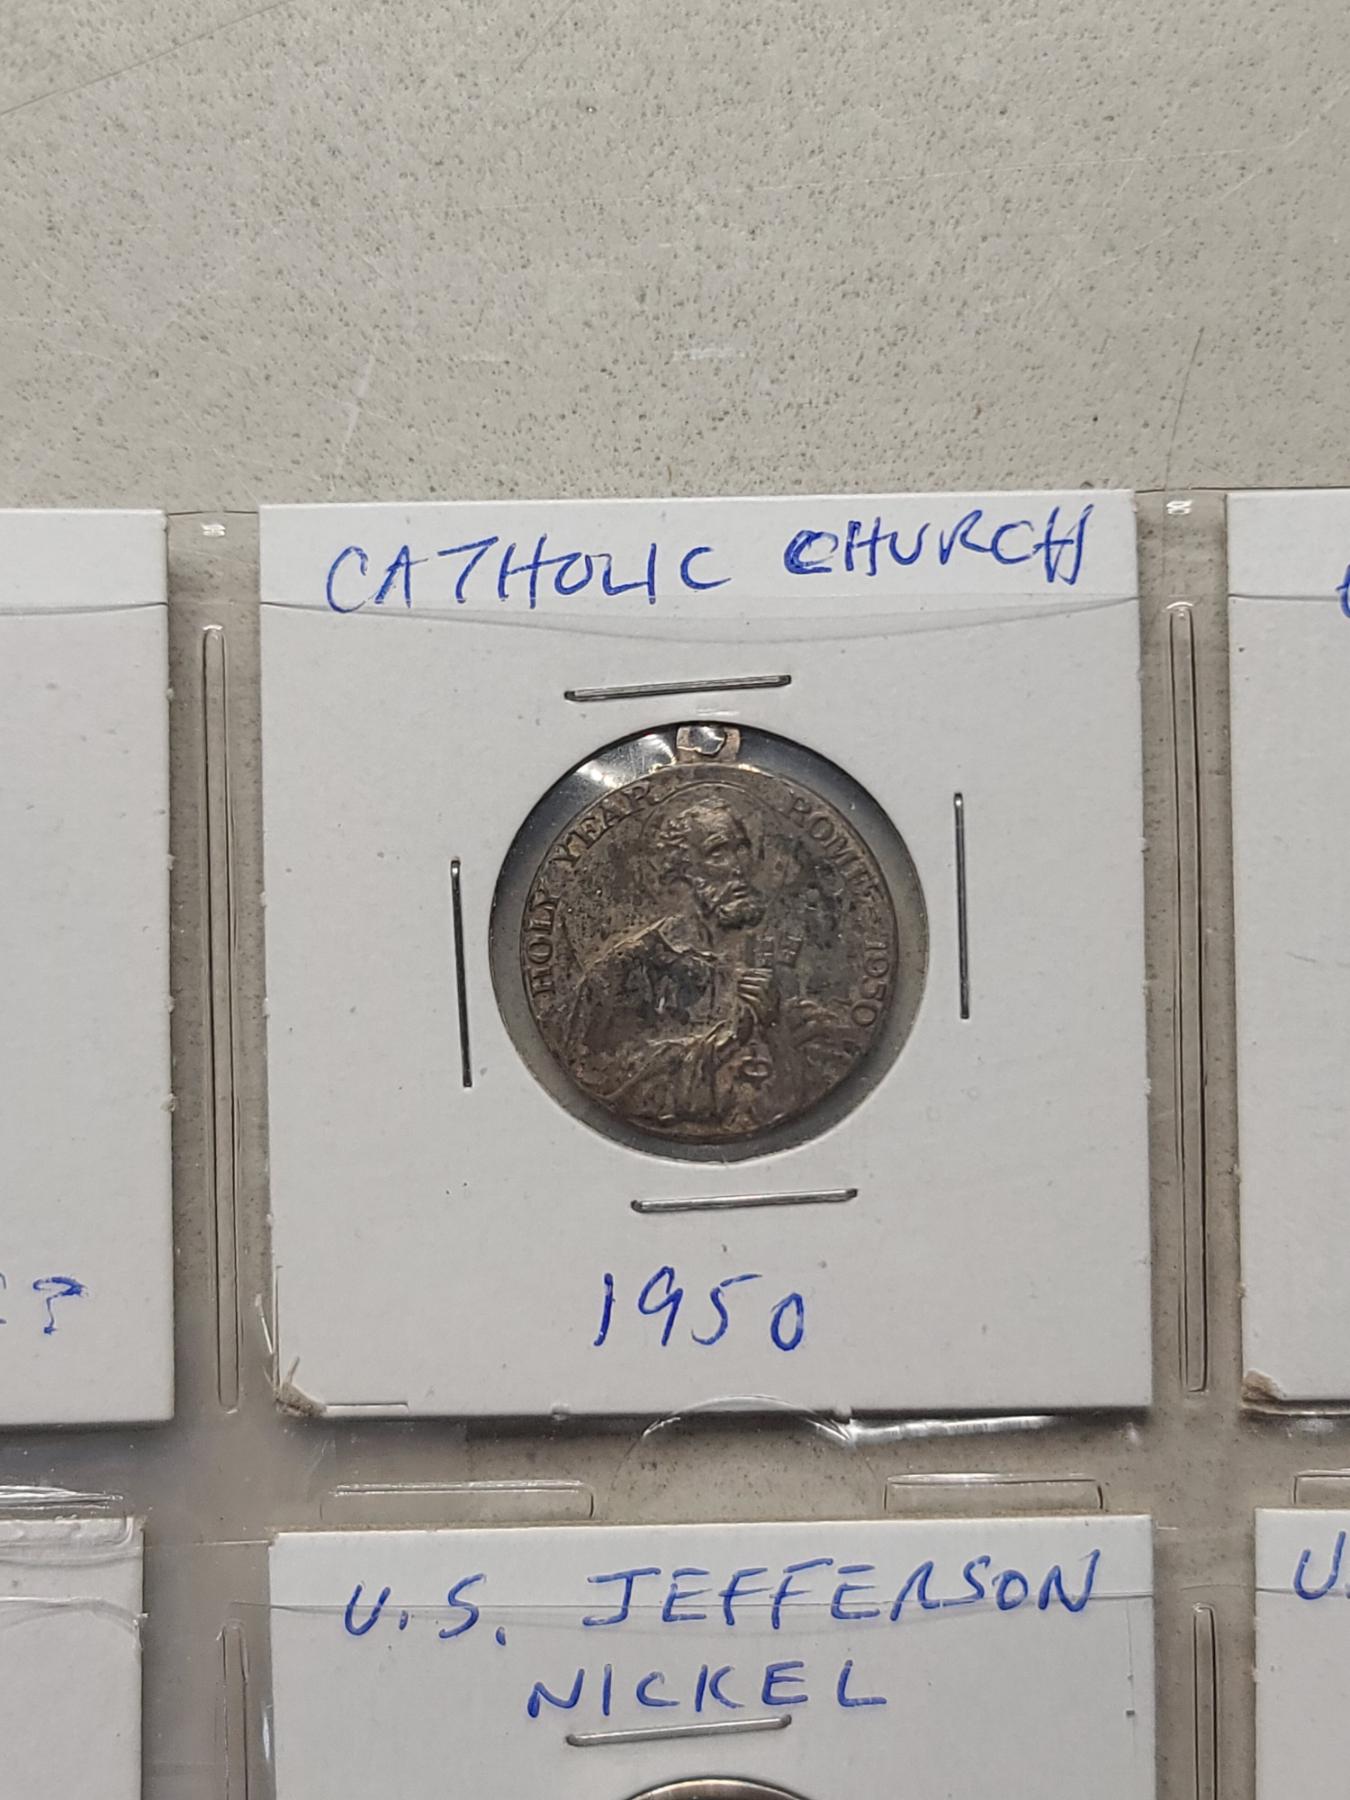 CATHOLIC CHURCH
HOLY YEAR ROME 1950
1950
?
U.S. JEFFERSON
NICKEL
U.